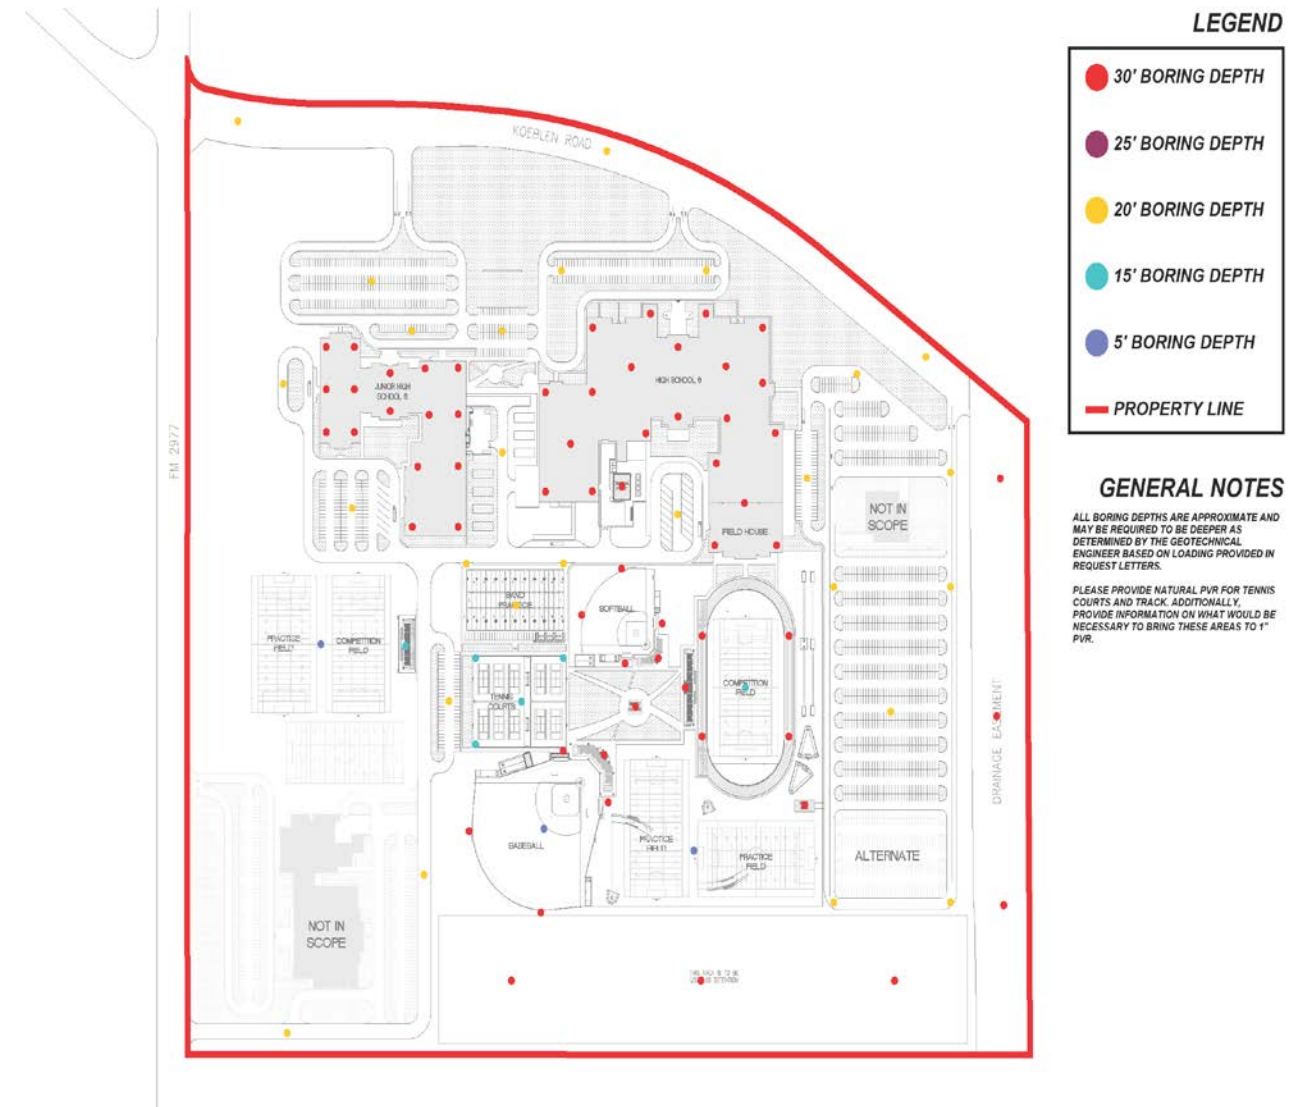 LEGEND
30' BORING DEPTH
25' BORING DEPTH
20' BORING DEPTH
15' BORING DEPTH
5' BORING DEPTH
PROPERTY LINE
GENERAL NOTES
ALL BORING DEPTHS ARE APPROXIMATE AND
MAY BE REQUIRED TO BE DEEPER AS
DETERMINED BY THE GEOTECHNICAL
ENGINEER BASED ON LOADING PROVIDED IN
REQUEST LETTERS.
PLEASE PROVIDE NATURAL PVR FOR TENNIS
COURTS AND TRACK. ADDITIONALLY,
PROVIDE INFORMATION ON WHAT WOULD BE
NECESSARY TO BRING THESE AREAS TO 1"
PVR.
KOEBLEN ROAD
FM 2977
JUNIOR HIGH
SCHOOL 6
HIGH SCHOOL 6
FIELD HOUSE
NOT IN
SCOPE
BAND
PRACTICE
SOFTBALL
PRACTICE
FIELD
COMPETITION
FIELD
TENNIS
COURTS
COMPETITION
FIELD
DRAINAGE EASEMENT
BASEBALL
PRACTICE
FIELD
PRACTICE
FIELD
ALTERNATE
NOT IN
SCOPE